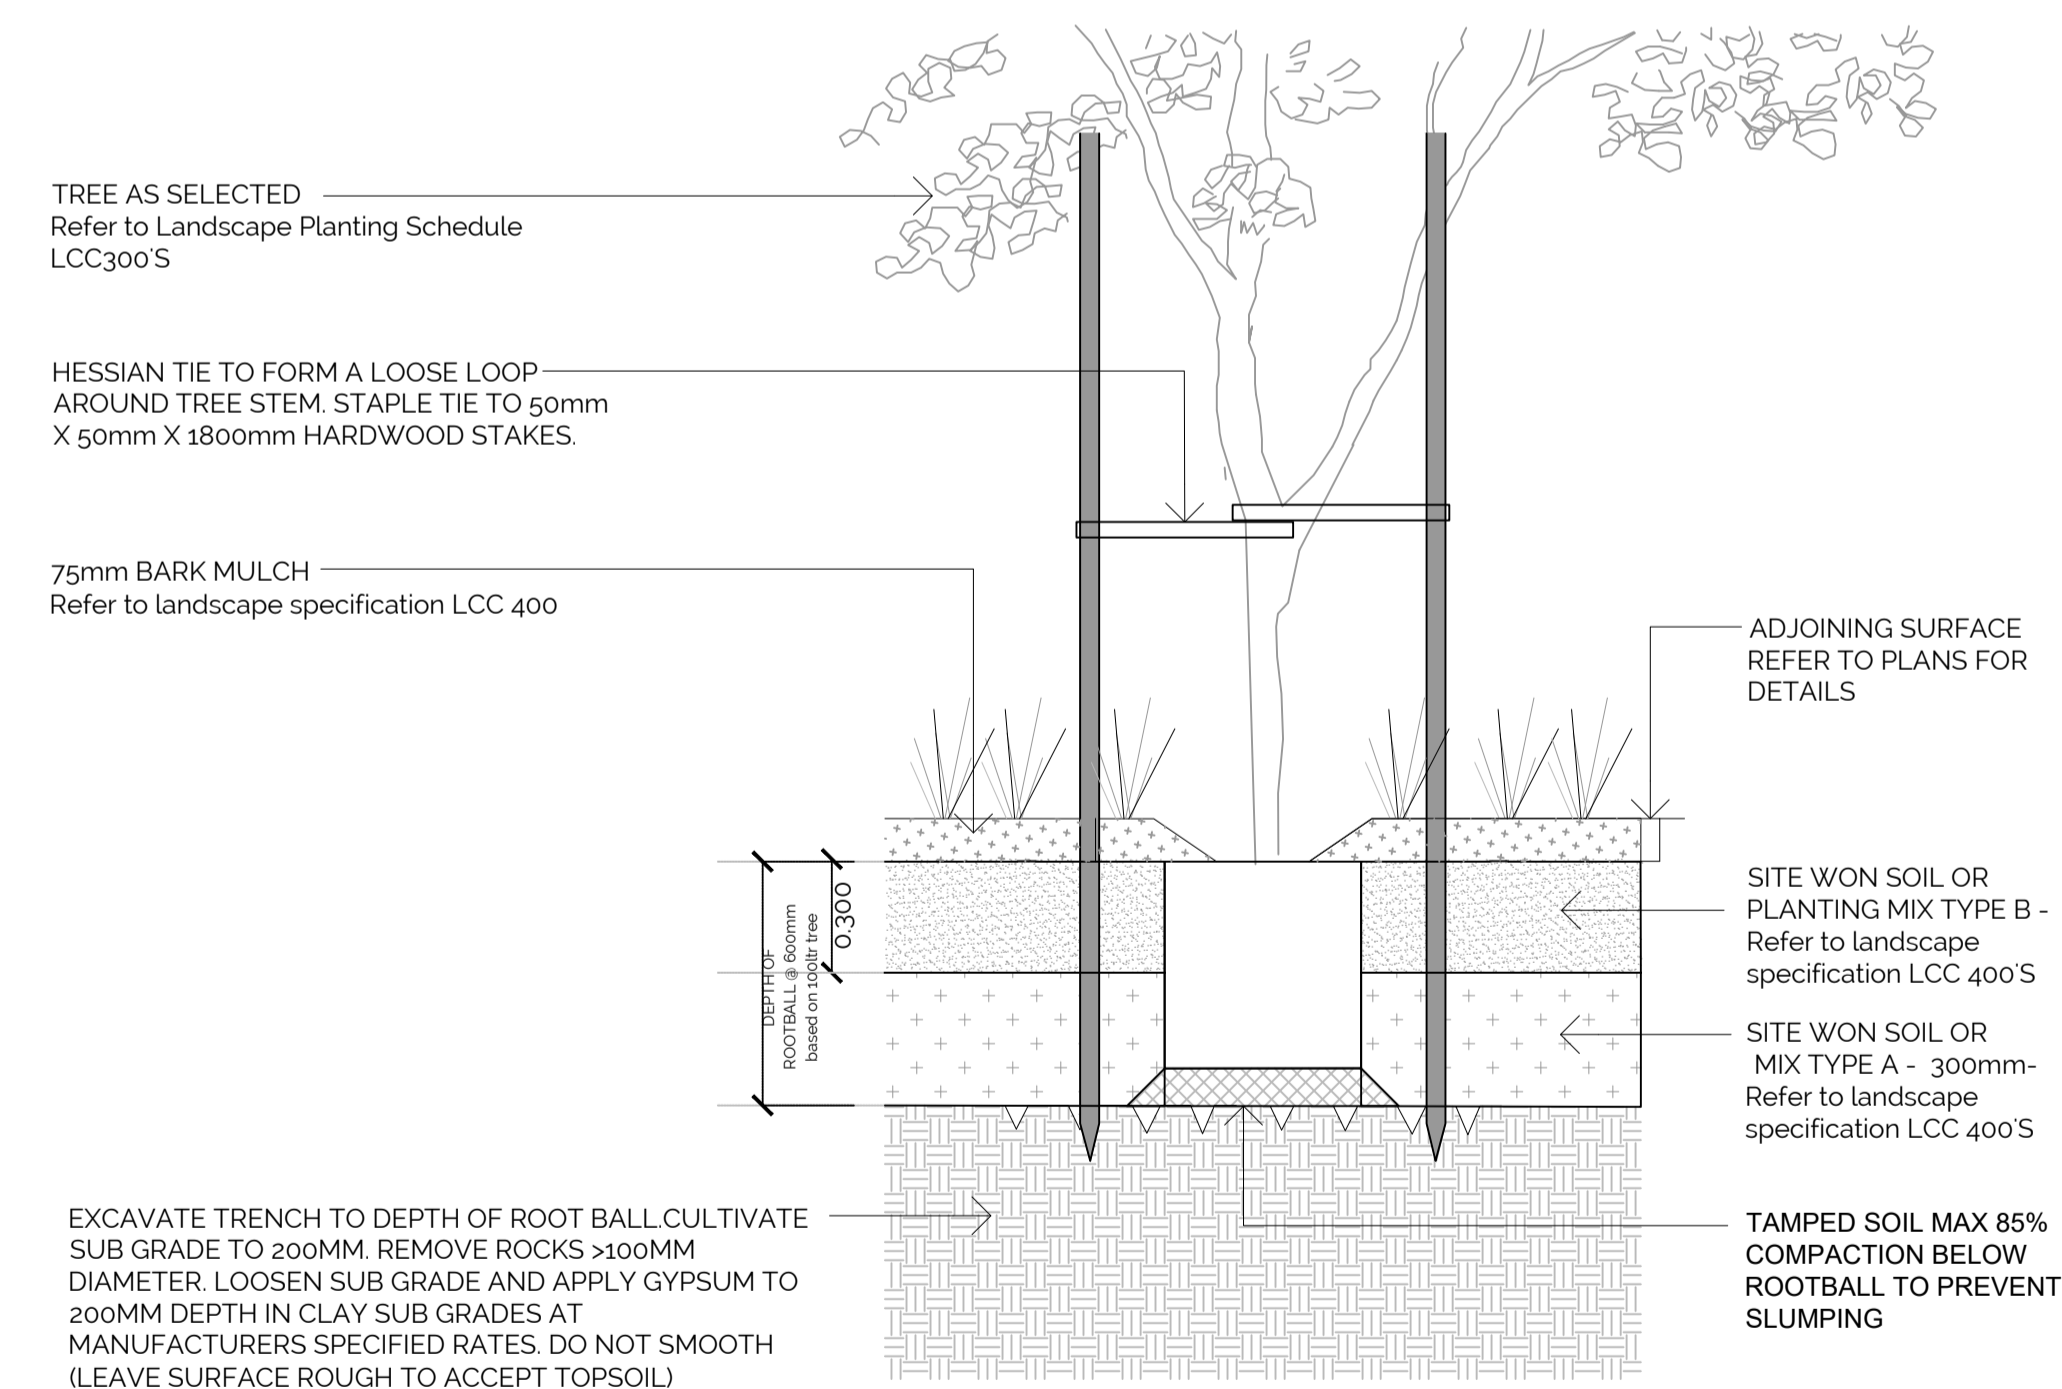 TREE AS SELECTED
Refer to Landscape Planting Schedule
LCC300'S
HESSIAN TIE TO FORM A LOOSE LOOP
AROUND TREE STEM. STAPLE TIE TO 50mm
X 50mm X 1800mm HARDWOOD STAKES.
75mm BARK MULCH
Refer to landscape specification LCC 400
ADJOINING SURFACE
REFER TO PLANS FOR
DETAILS
DEPTH OF
ROOTBALL @ 600mm
based on 100ltr tree
0.300
SITE WON SOIL OR
PLANTING MIX TYPE B -
Refer to landscape
specification LCC 400'S
SITE WON SOIL OR
MIX TYPE A - 300mm-
Refer to landscape
specification LCC 400'S
EXCAVATE TRENCH TO DEPTH OF ROOT BALL.CULTIVATE
SUB GRADE TO 200MM. REMOVE ROCKS >100MM
DIAMETER. LOOSEN SUB GRADE AND APPLY GYPSUM TO
200MM DEPTH IN CLAY SUB GRADES AT
MANUFACTURERS SPECIFIED RATES. DO NOT SMOOTH
(LEAVE SURFACE ROUGH TO ACCEPT TOPSOIL)
TAMPED SOIL MAX 85%
COMPACTION BELOW
ROOTBALL TO PREVENT
SLUMPING